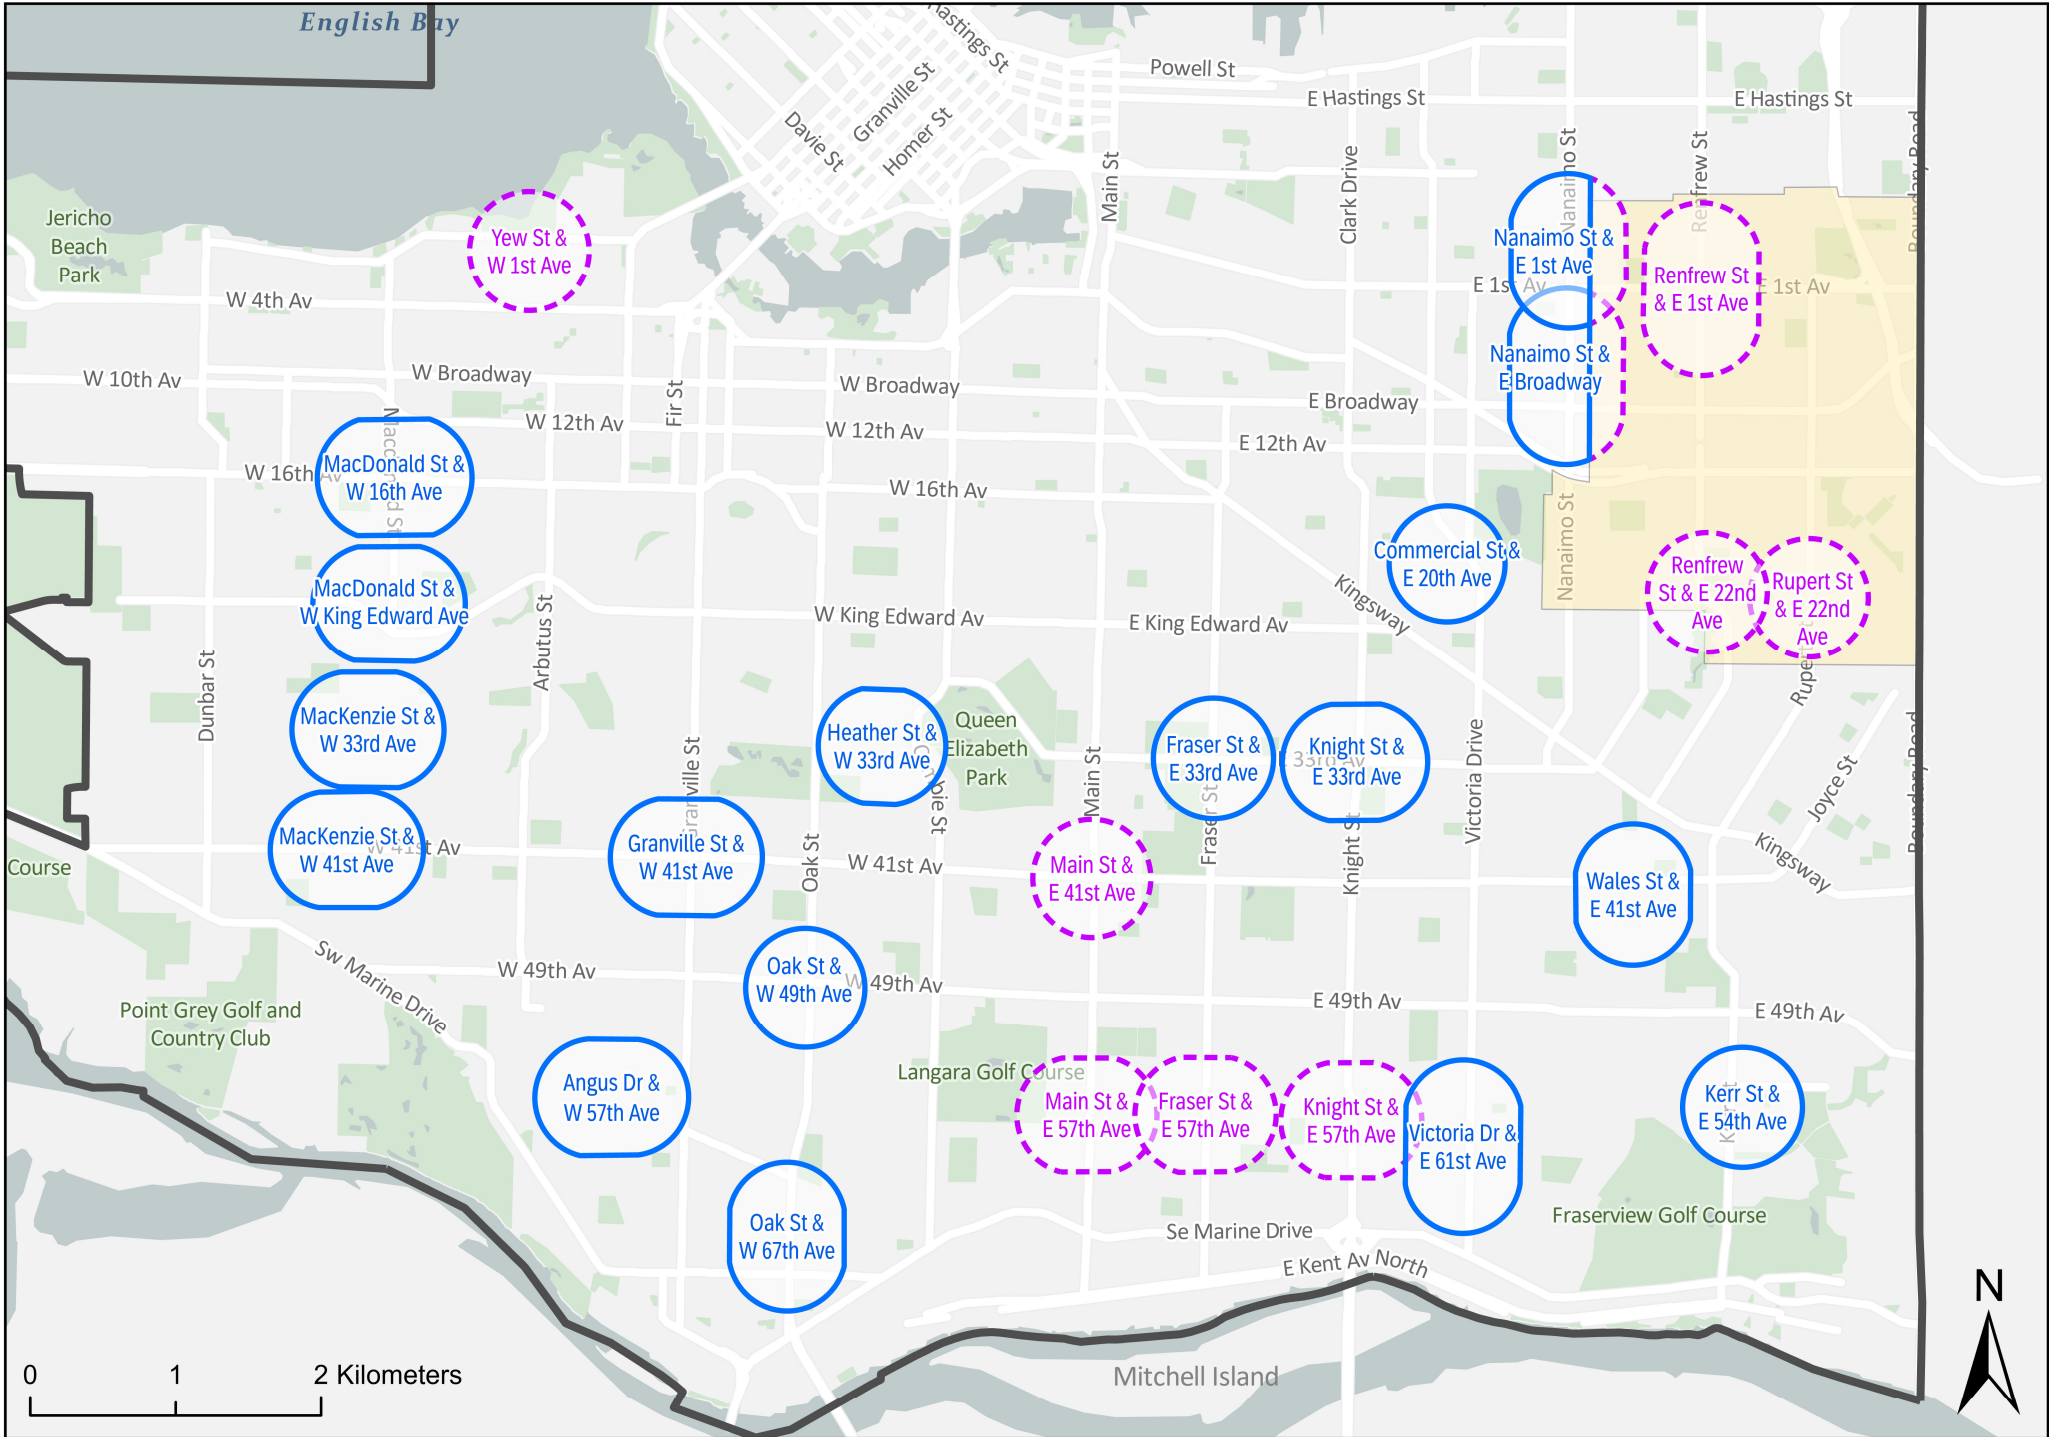 English Bay
Hastings St
Powell St
E Hastings St
E Hastings St
Granville St
Davie St
Homer St
Main St
Clark Drive
Nanaimo St
Renfrew St
Boundary Road
Jericho
Beach
Park
Yew St &
W 1st Ave
Nanaimo St &
E 1st Ave
E 1st Av
Renfrew St
& E 1st Ave
E 1st Av
W 4th Av
Nanaimo St &
E Broadway
W 10th Av
W Broadway
W Broadway
E Broadway
Fir St
W 12th Av
W 12th Av
E 12th Av
Macdonald St
MacDonald St &
W 16th Ave
W 16th Av
W 16th Av
Nanaimo St
Commercial St &
E 20th Ave
Renfrew
St & E 22nd
Ave
Rupert St
& E 22nd
Ave
Rupert
Kingsway
MacDonald St &
W King Edward Ave
W King Edward Av
E King Edward Av
Arbutus St
Dunbar St
MacKenzie St &
W 33rd Ave
Heather St &
W 33rd Ave
Queen
Elizabeth
Park
Cambie St
Fraser St &
E 33rd Ave
E 33rd Av
Knight St &
E 33rd Ave
Victoria Drive
Joyce St
Boundary Road
Granville St
Main St
Fraser St
Knight St
Oak St
MacKenzie St &
W 41st Ave
W 41st Av
Granville St &
W 41st Ave
W 41st Av
Main St &
E 41st Ave
Wales St &
E 41st Ave
Kingsway
Course
Sw Marine Drive
W 49th Av
Oak St &
W 49th Ave
W 49th Av
E 49th Av
E 49th Av
Point Grey Golf and
Country Club
Angus Dr &
W 57th Ave
Langara Golf Course
Main St &
E 57th Ave
Fraser St &
E 57th Ave
Knight St &
E 57th Ave
Victoria Dr &
E 61st Ave
Kerr St &
E 54th Ave
Oak St &
W 67th Ave
Se Marine Drive
Fraserview Golf Course
E Kent Av North
Mitchell Island
N
0 1 2 Kilometers